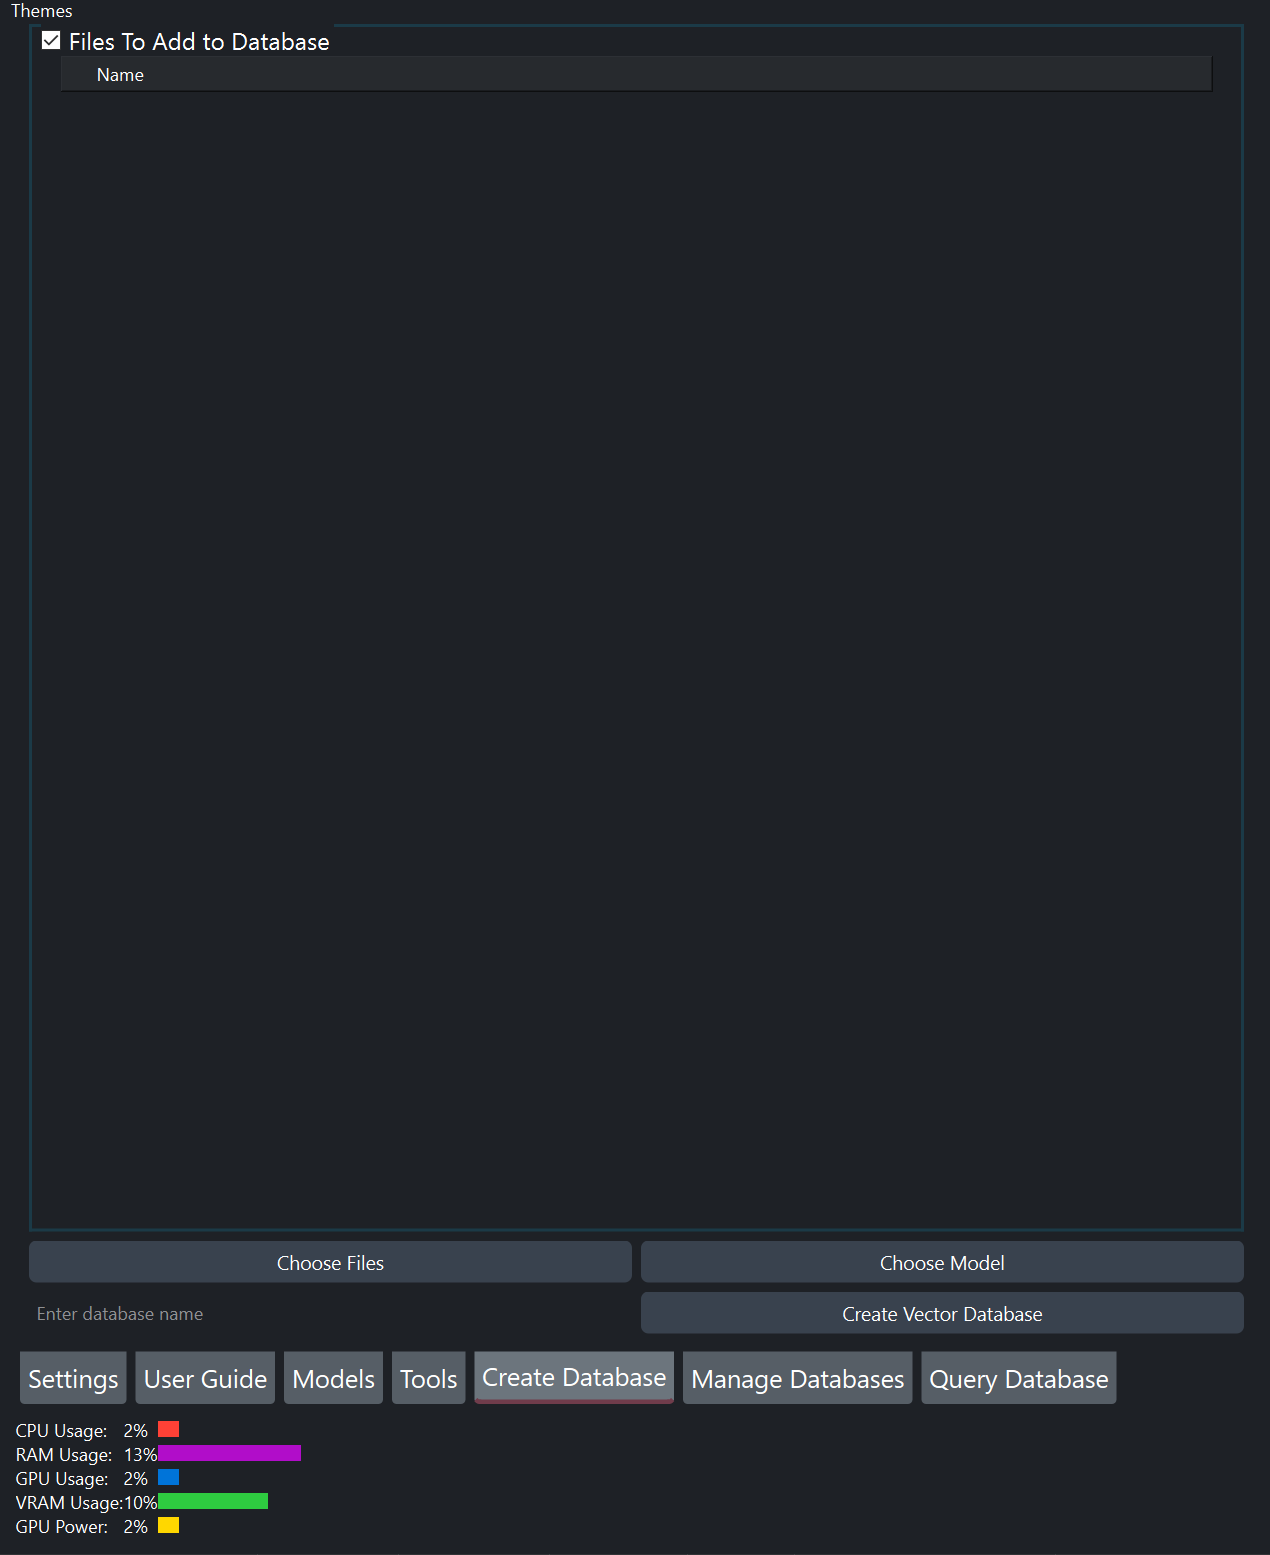 Themes
Files To Add to Database
Name
Choose Files
Choose Model
Enter database name
Create Vector Database
Settings User Guide Models Tools Create Database Manage Databases Query Database
CPU Usage: 2%
RAM Usage: 13%
GPU Usage: 2%
VRAM Usage:10%
GPU Power: 2%